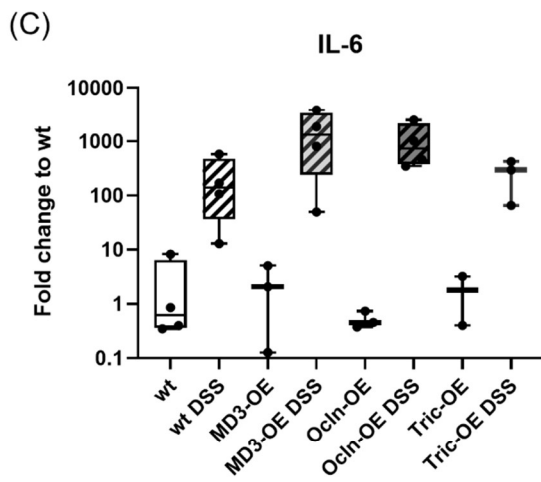 (C)
IL-6
Fold change to wt
10000
1000
100
10
1
0.1
wt
wt DSS
MD3-OE
MD3-OE DSS
Ocln-OE
Ocln-OE DSS
Tric-OE
Tric-OE DSS